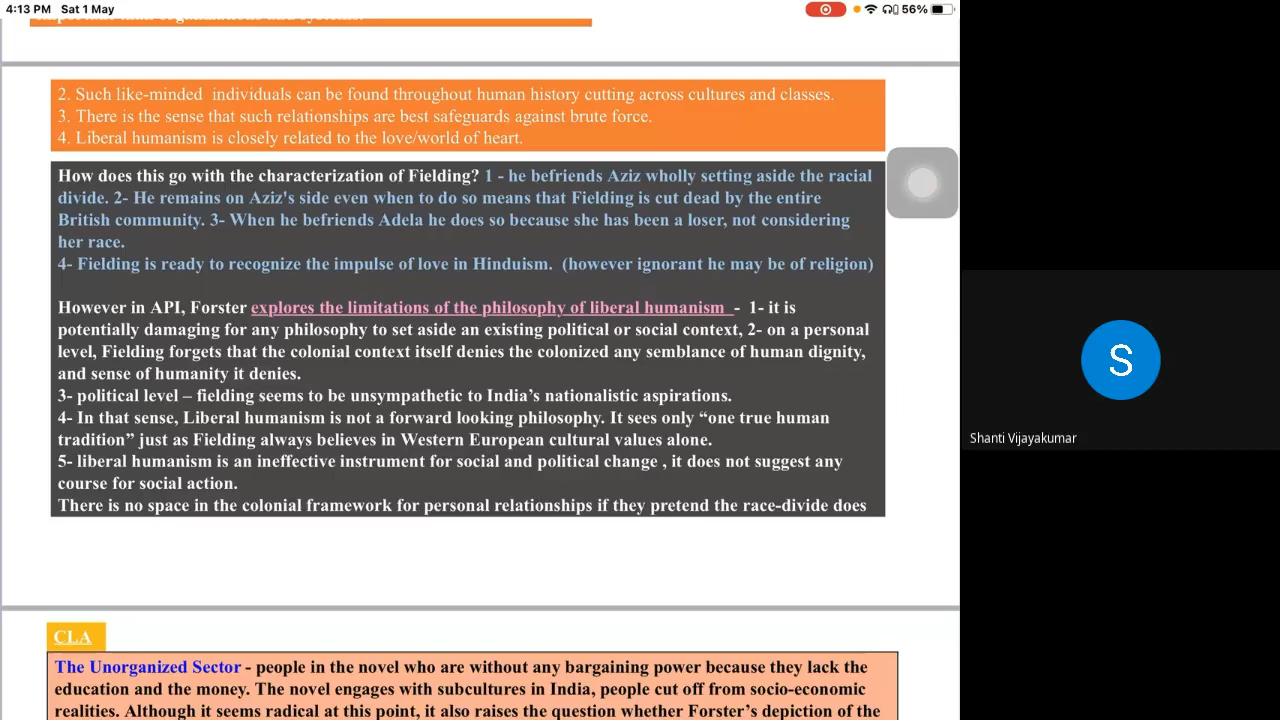 4:13 PM Sat 1 May
56%
2. Such like-minded individuals can be found throughout human history cutting across cultures and classes.
3. There is the sense that such relationships are best safeguards against brute force.
4. Liberal humanism is closely related to the love/world of heart.
How does this go with the characterization of Fielding? 1 - he befriends Aziz wholly setting aside the racial
divide. 2- He remains on Aziz's side even when to do so means that Fielding is cut dead by the entire
British community. 3- When he befriends Adela he does so because she has been a loser, not considering
her race.
4- Fielding is ready to recognize the impulse of love in Hinduism. (however ignorant he may be of religion)
However in API, Forster explores the limitations of the philosophy of liberal humanism - 1- it is
potentially damaging for any philosophy to set aside an existing political or social context, 2- on a personal
level, Fielding forgets that the colonial context itself denies the colonized any semblance of human dignity,
and sense of humanity it denies.
3- political level – fielding seems to be unsympathetic to India’s nationalistic aspirations.
4- In that sense, Liberal humanism is not a forward looking philosophy. It sees only “one true human
tradition” just as Fielding always believes in Western European cultural values alone.
5- liberal humanism is an ineffective instrument for social and political change , it does not suggest any
course for social action.
There is no space in the colonial framework for personal relationships if they pretend the race-divide does
S
Shanti Vijayakumar
CLA
The Unorganized Sector - people in the novel who are without any bargaining power because they lack the
education and the money. The novel engages with subcultures in India, people cut off from socio-economic
realities. Although it seems radical at this point, it also raises the question whether Forster’s depiction of the